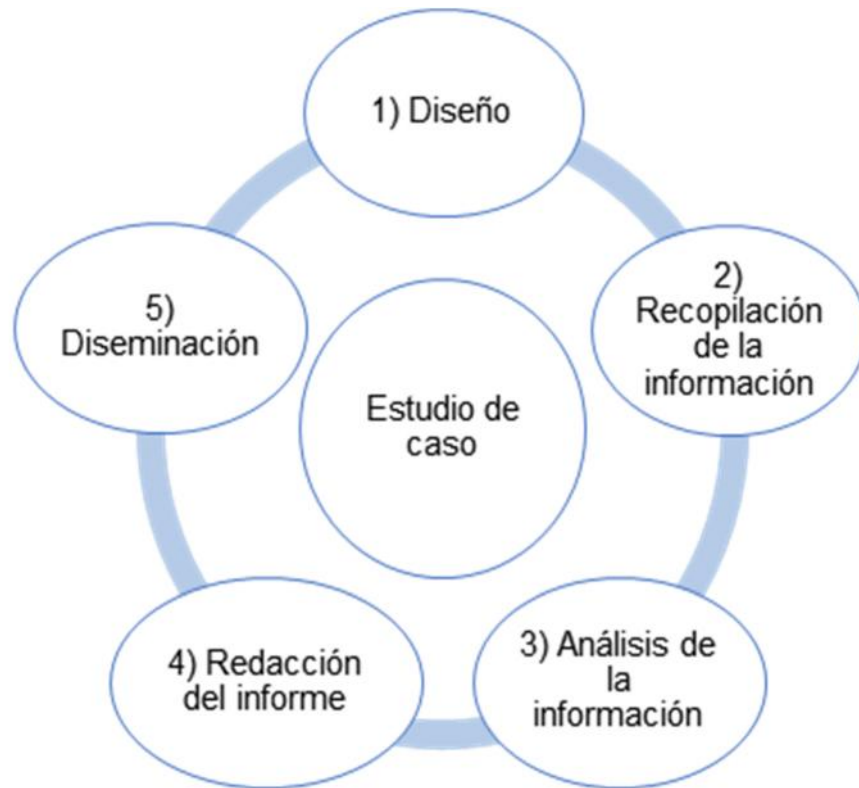 1) Diseño
2)
Recopilación
de la
información
3) Análisis de
la
información
4) Redacción
del informe
5)
Diseminación
Estudio de
caso